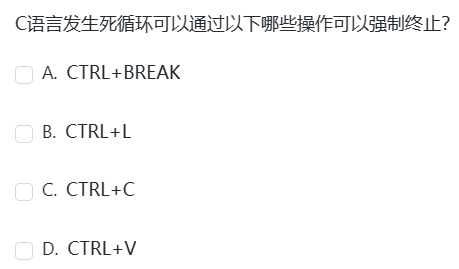 C语言发生死循环可以通过以下哪些操作可以强制终止?
A. CTRL+BREAK
B. CTRL+L
C. CTRL+C
D. CTRL+V